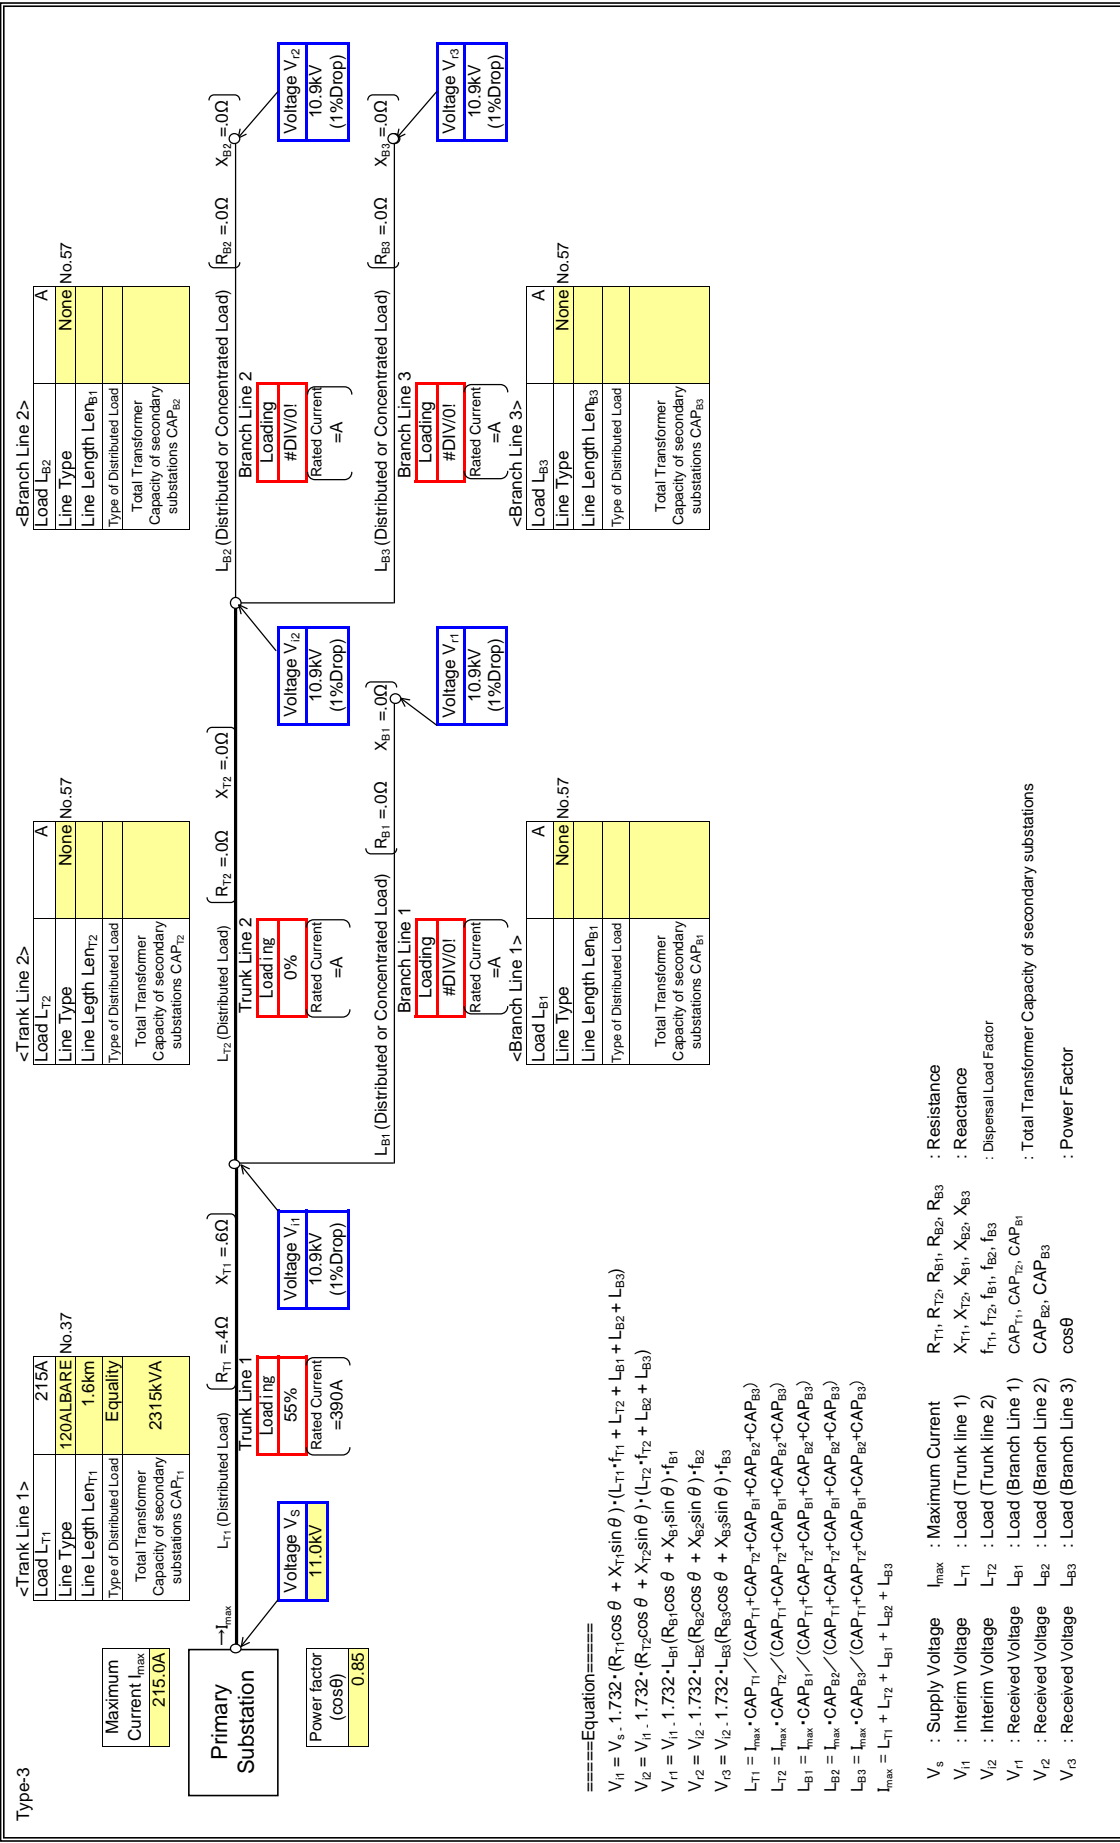 Type-3
Maximum
Current Imax
215.0A
Primary
Substation
Power factor
(cosθ)
0.85
→Imax
Voltage Vs
11.0kV
<Trank Line 1>
Load LT1 215A
Line Type 120ALBARE No.37
Line Legth LenT1 1.6km
Type of Distributed Load Equality
Total Transformer
Capacity of secondary
substations CAPT1
2315kVA
LT1 (Distributed Load) RT1 =.4Ω XT1 =.6Ω
Trunk Line 1
Loading
55%
Rated Current
=390A
Voltage Vi1
10.9kV
(1%Drop)
<Trank Line 2>
Load LT2 A
Line Type None No.57
Line Legth LenT2
Type of Distributed Load
Total Transformer
Capacity of secondary
substations CAPT2
LT2 (Distributed Load) RT2 =.0Ω XT2 =.0Ω
Trunk Line 2
Loading
0%
Rated Current
=A
Voltage Vi2
10.9kV
(1%Drop)
LB1 (Distributed or Concentrated Load) RB1 =.0Ω XB1 =.0Ω
Branch Line 1
Loading
#DIV/0!
Rated Current
=A
Voltage Vr1
10.9kV
(1%Drop)
<Branch Line 1>
Load LB1 A
Line Type None No.57
Line Length LenB1
Type of Distributed Load
Total Transformer
Capacity of secondary
substations CAPB1
<Branch Line 2>
Load LB2 A
Line Type None No.57
Line Length LenB1
Type of Distributed Load
Total Transformer
Capacity of secondary
substations CAPB2
LB2 (Distributed or Concentrated Load) RB2 =.0Ω XB2 =.0Ω
Branch Line 2
Loading
#DIV/0!
Rated Current
=A
Voltage Vr2
10.9kV
(1%Drop)
LB3 (Distributed or Concentrated Load) RB3 =.0Ω XB3 =.0Ω
Branch Line 3
Loading
#DIV/0!
Rated Current
=A
Voltage Vr3
10.9kV
(1%Drop)
<Branch Line 3>
Load LB3 A
Line Type None No.57
Line Length LenB3
Type of Distributed Load
Total Transformer
Capacity of secondary
substations CAPB3
=====Equation=====
Vi1 = Vs - 1.732・(RT1cosθ + XT1sinθ)・(LT1・fT1 + LT2 + LB1 + LB2 + LB3)
Vi2 = Vi1 - 1.732・(RT2cosθ + XT2sinθ)・(LT2・fT2 + LB2 + LB3)
Vr1 = Vi1 - 1.732・LB1(RB1cosθ + XB1sinθ)・fB1
Vr2 = Vi2 - 1.732・LB2(RB2cosθ + XB2sinθ)・fB2
Vr3 = Vi2 - 1.732・LB3(RB3cosθ + XB3sinθ)・fB3
LT1 = Imax・CAPT1／(CAPT1+CAPT2+CAPB1+CAPB2+CAPB3)
LT2 = Imax・CAPT2／(CAPT1+CAPT2+CAPB1+CAPB2+CAPB3)
LB1 = Imax・CAPB1／(CAPT1+CAPT2+CAPB1+CAPB2+CAPB3)
LB2 = Imax・CAPB2／(CAPT1+CAPT2+CAPB1+CAPB2+CAPB3)
LB3 = Imax・CAPB3／(CAPT1+CAPT2+CAPB1+CAPB2+CAPB3)
Imax = LT1 + LT2 + LB1 + LB2 + LB3
Vs : Supply Voltage Imax : Maximum Current RT1, RT2, RB1, RB2, RB3 : Resistance
Vi1 : Interim Voltage LT1 : Load (Trunk line 1) XT1, XT2, XB1, XB2, XB3 : Reactance
Vi2 : Interim Voltage LT2 : Load (Trunk line 2) fT1, fT2, fB1, fB2, fB3 : Dispersal Load Factor
Vr1 : Received Voltage LB1 : Load (Branch Line 1) CAPT1, CAPT2, CAPB1
Vr2 : Received Voltage LB2 : Load (Branch Line 2) CAPB2, CAPB3 : Total Transformer Capacity of secondary substations
Vr3 : Received Voltage LB3 : Load (Branch Line 3) cosθ : Power Factor